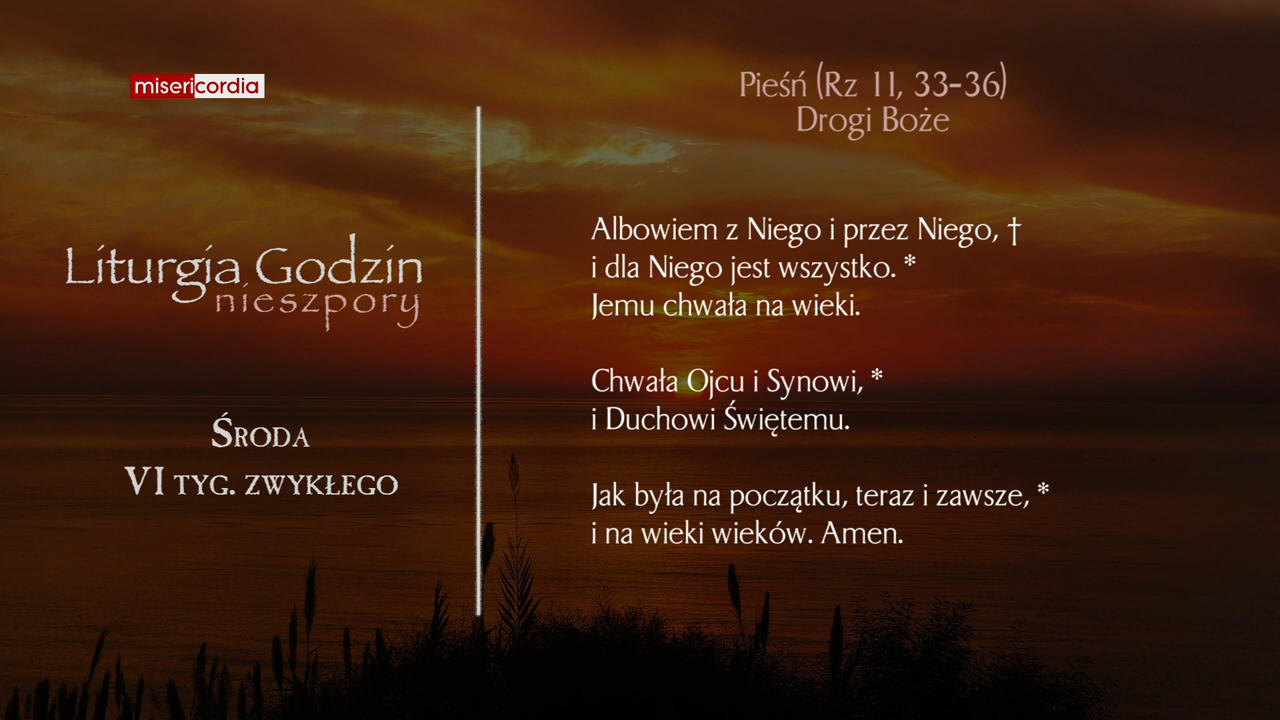 misericordia
Liturgia Godzin
nieszpory
Środa
VI tyg. zwykłego
Pieśń (Rz 11, 33-36)
Drogi Boże
Albowiem z Niego i przez Niego, †
i dla Niego jest wszystko. *
Jemu chwała na wieki.
Chwała Ojcu i Synowi, *
i Duchowi Świętemu.
Jak była na początku, teraz i zawsze, *
i na wieki wieków. Amen.